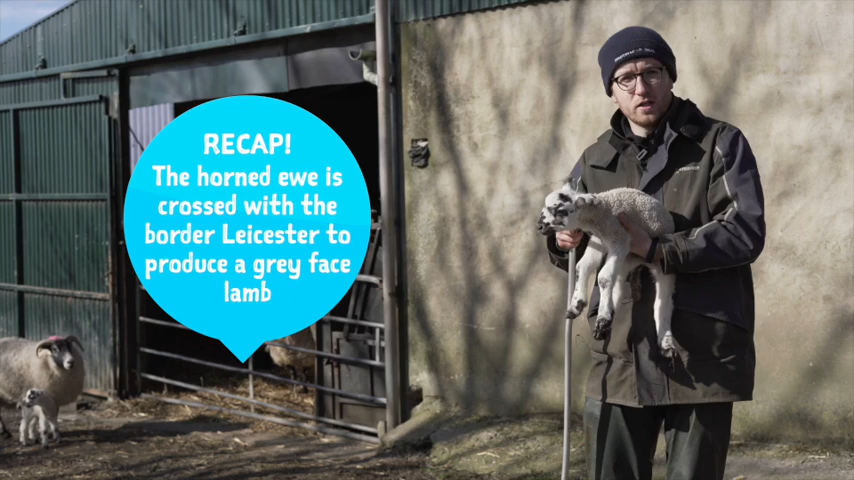 RECAP!
The horned ewe is
crossed with the
border Leicester to
produce a grey face
lamb